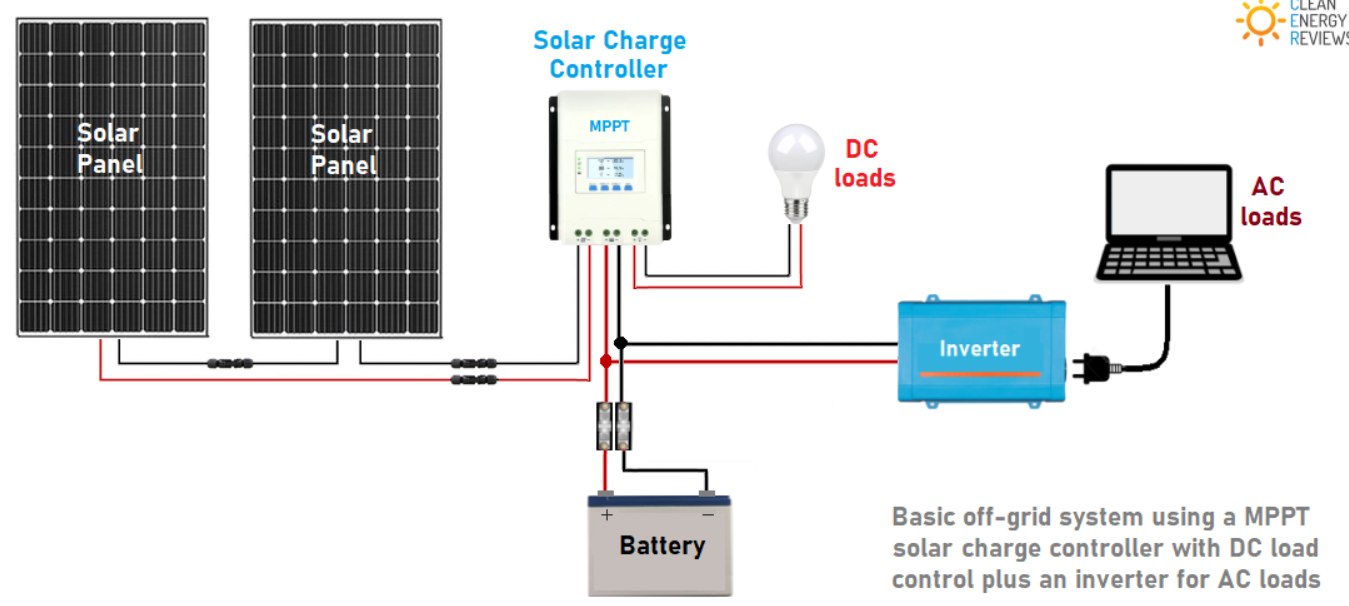 CLEAN
ENERGY
REVIEWS
Solar Charge
Controller
MPPT
Solar
Panel
Solar
Panel
DC
loads
AC
loads
Inverter
+
−
Battery
Basic off-grid system using a MPPT
solar charge controller with DC load
control plus an inverter for AC loads